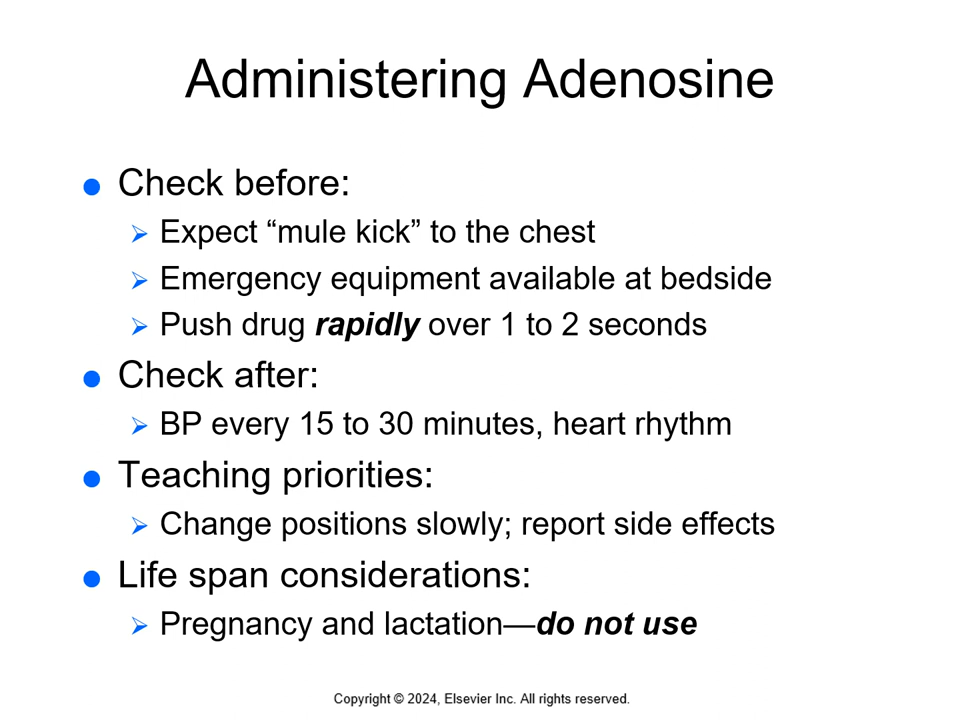 Administering Adenosine
Check before:
Expect “mule kick” to the chest
Emergency equipment available at bedside
Push drug rapidly over 1 to 2 seconds
Check after:
BP every 15 to 30 minutes, heart rhythm
Teaching priorities:
Change positions slowly; report side effects
Life span considerations:
Pregnancy and lactation—do not use
Copyright © 2024, Elsevier Inc. All rights reserved.